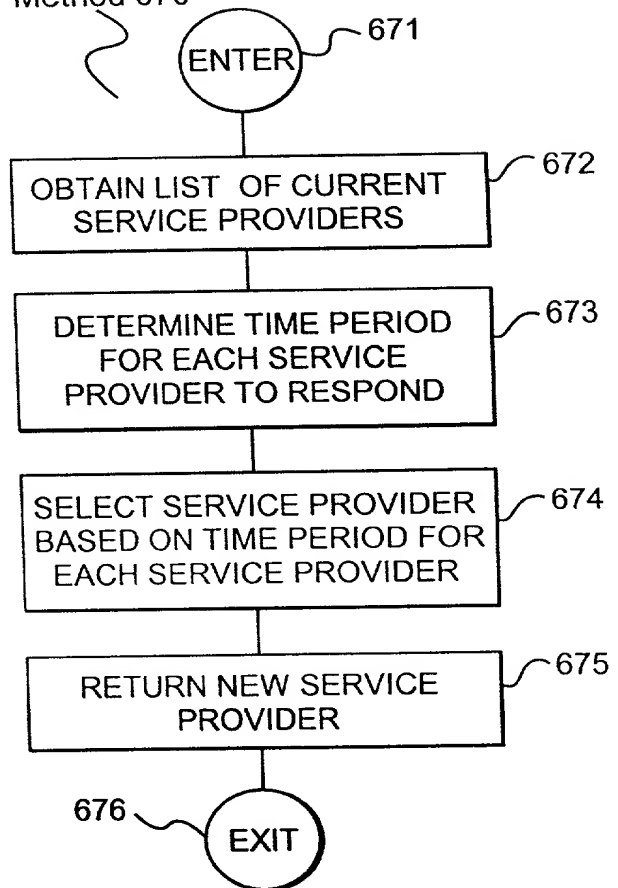 Method 670
ENTER
671
OBTAIN LIST OF CURRENT
SERVICE PROVIDERS
672
DETERMINE TIME PERIOD
FOR EACH SERVICE
PROVIDER TO RESPOND
673
SELECT SERVICE PROVIDER
BASED ON TIME PERIOD FOR
EACH SERVICE PROVIDER
674
RETURN NEW SERVICE
PROVIDER
675
676
EXIT